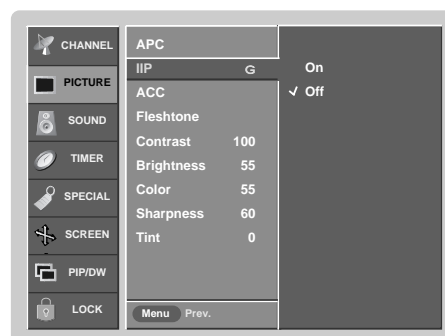 CHANNEL
PICTURE
SOUND
TIMER
SPECIAL
SCREEN
PIP/DW
LOCK
APC
IIP G
ACC
Fleshtone
Contrast 100
Brightness 55
Color 55
Sharpness 60
Tint 0
Menu Prev.
On
✓ Off